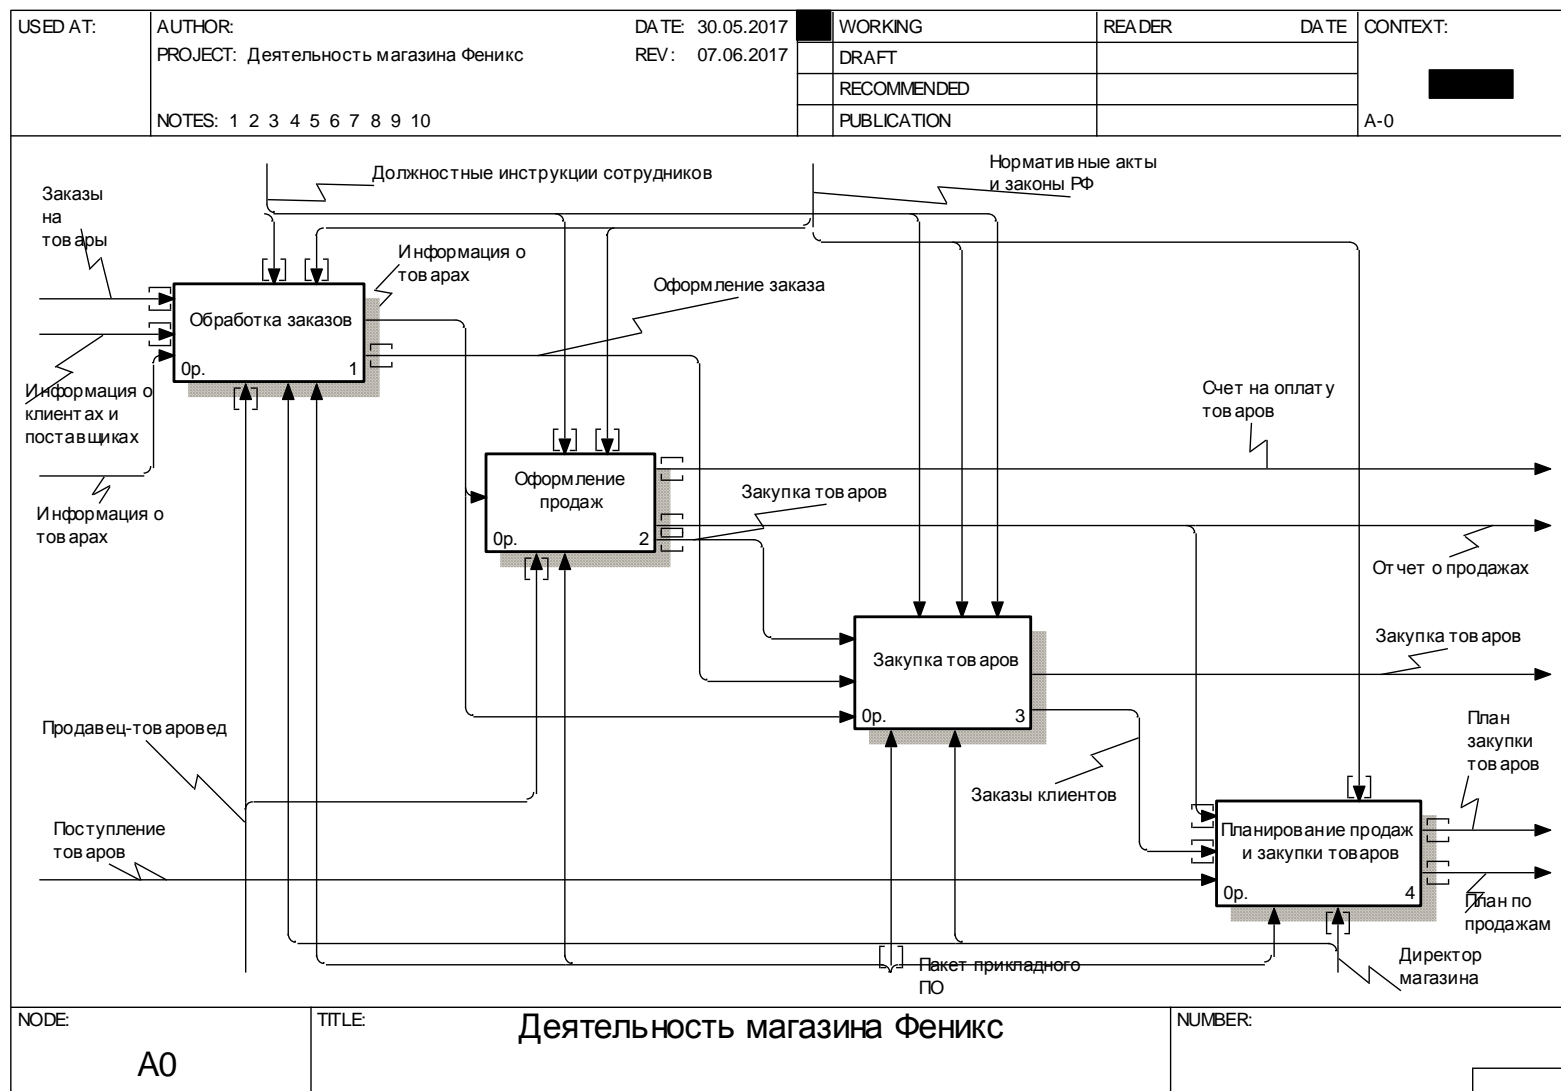 USED AT:
AUTHOR:
DATE: 30.05.2017
PROJECT: Деятельность магазина Феникс
REV: 07.06.2017
NOTES: 1 2 3 4 5 6 7 8 9 10
WORKING
DRAFT
RECOMMENDED
PUBLICATION
READER DATE
CONTEXT:
A-0
Должностные инструкции сотрудников
Нормативные акты
и законы РФ
Заказы
на
товары
Информация о
товарах
Оформление заказа
Обработка заказов
0р. 1
Информация о
клиентах и
поставщиках
Информация о
товарах
Счет на оплату
товаров
Оформление
продаж
0р. 2
Закупка товаров
Отчет о продажах
Закупка товаров
0р. 3
Закупка товаров
Продавец-товаровед
План
закупки
товаров
Заказы клиентов
Поступление
товаров
Планирование продаж
и закупки товаров
0р. 4
План по
продажам
Пакет прикладного
ПО
Директор
магазина
NODE:
A0
TITLE:
Деятельность магазина Феникс
NUMBER: